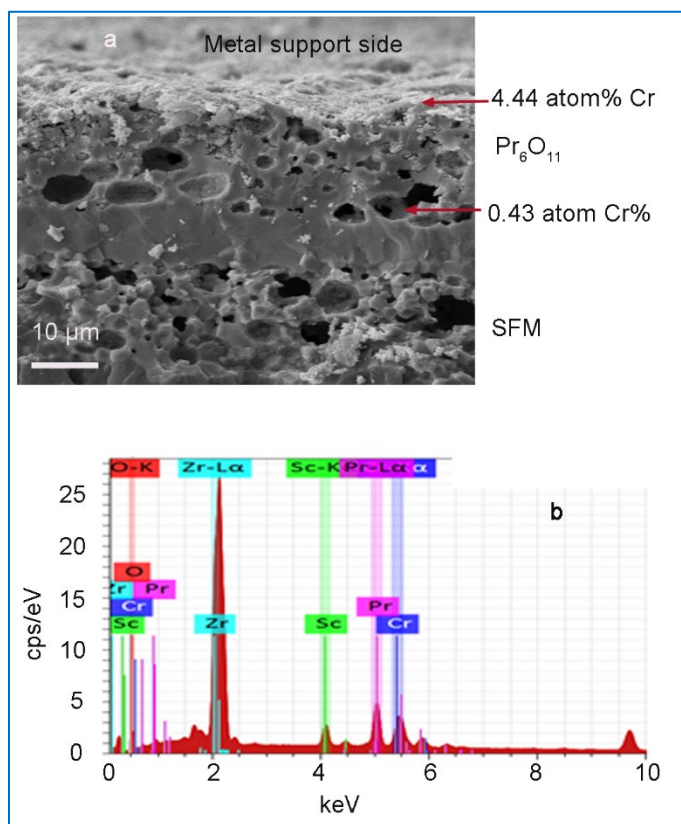 a
Metal support side
4.44 atom% Cr
Pr₆O₁₁
0.43 atom Cr%
SFM
10 µm
O-K Zr-Lα Sc-K Pr-Lα α
b
25
20
15
10
5
0
cps/eV
O
Zr Pr
Cr
Sc
Zr
Sc
Pr
Cr
0 2 4 6 8 10
keV